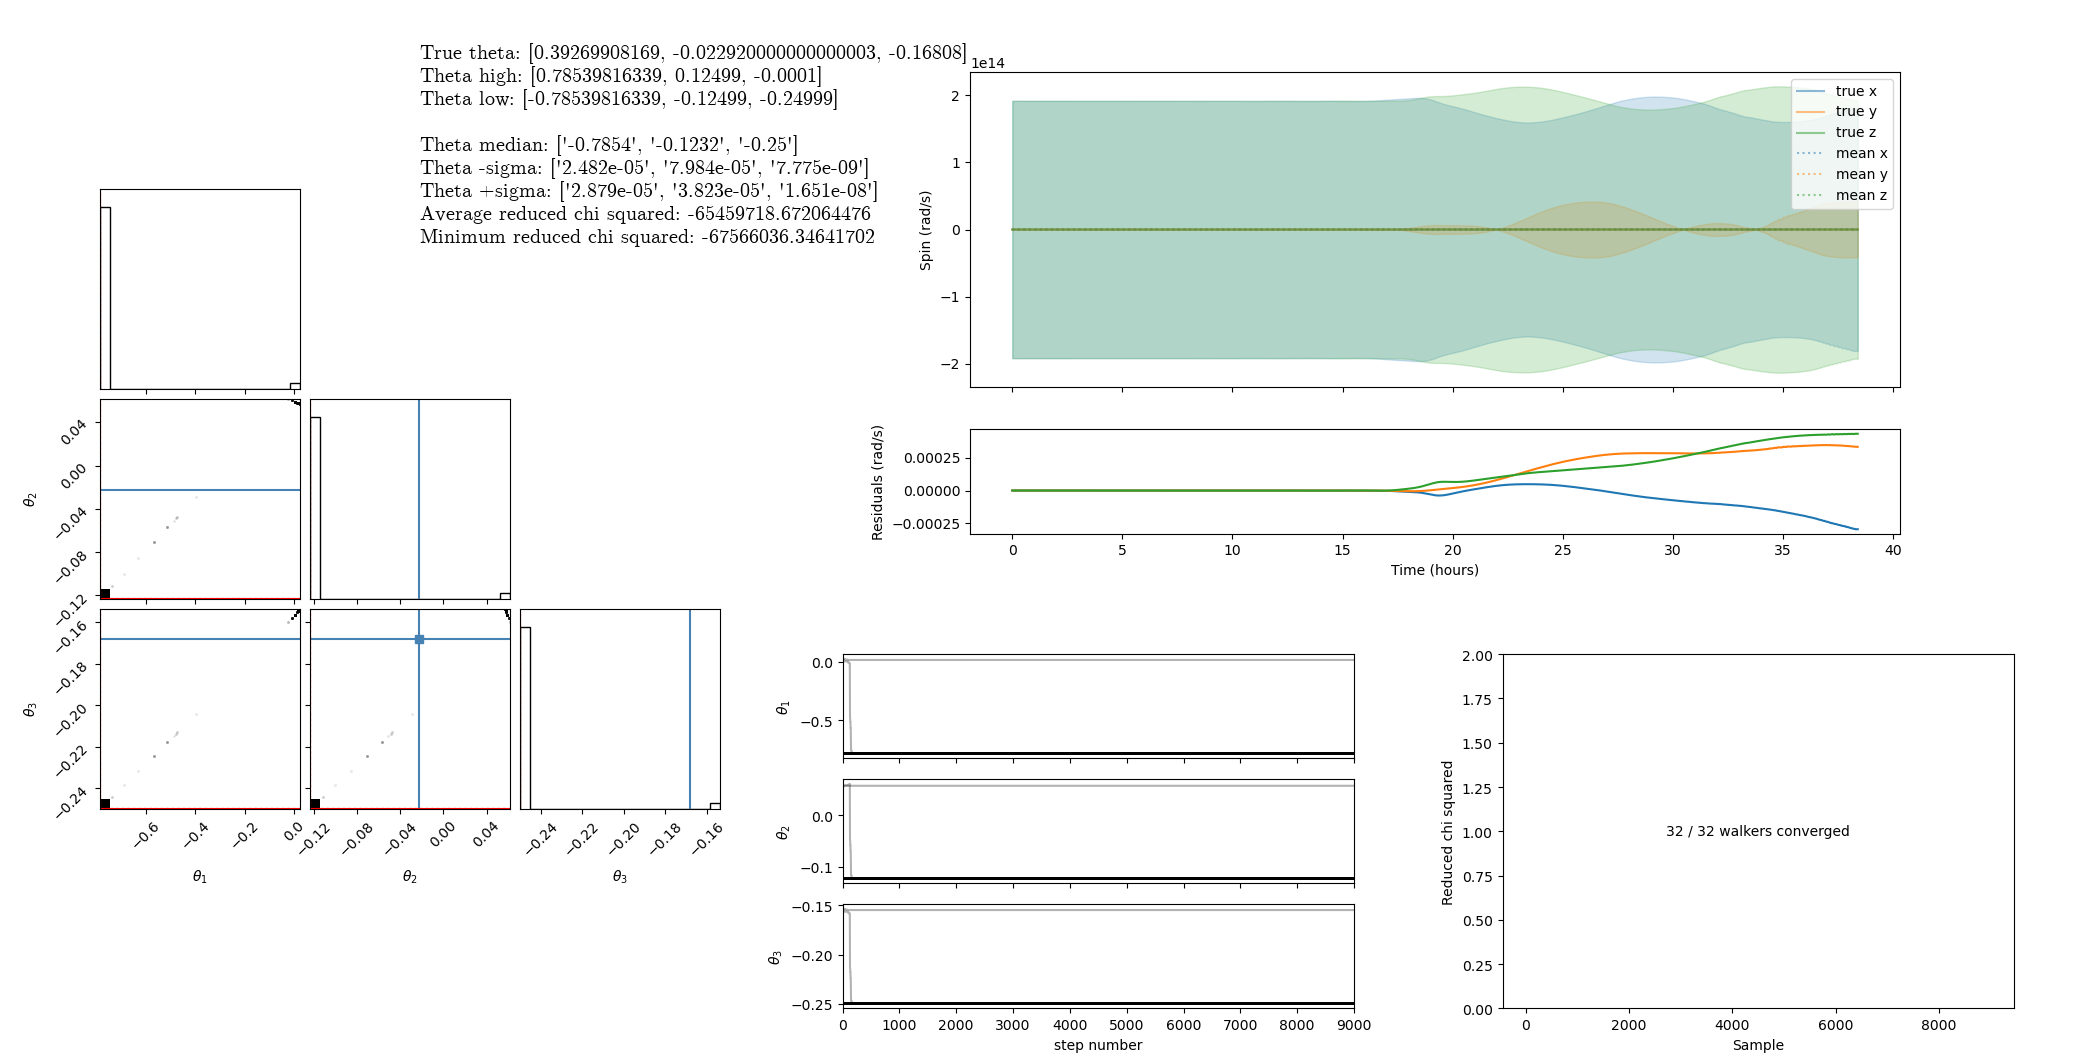 True theta: [0.39269908169, -0.022920000000000003, -0.16808]
Theta high: [0.78539816339, 0.12499, -0.0001]
Theta low: [-0.78539816339, -0.12499, -0.24999]
Theta median: ['-0.7854', '-0.1232', '-0.25']
Theta -sigma: ['2.482e-05', '7.984e-05', '7.775e-09']
Theta +sigma: ['2.879e-05', '3.823e-05', '1.651e-08']
Average reduced chi squared: -65459718.672064476
Minimum reduced chi squared: -67566036.34641702
1e14
2
1
0
−1
−2
Spin (rad/s)
true x
true y
true z
mean x
mean y
mean z
0.00025
0.00000
−0.00025
Residuals (rad/s)
0 5 10 15 20 25 30 35 40
Time (hours)
0.04
0.00
−0.04
−0.08
−0.12
θ2
−0.16
−0.18
−0.20
−0.22
−0.24
θ3
−0.6 −0.4 −0.2 0.0
θ1
−0.12 −0.08 −0.04 0.00 0.04
θ2
−0.24 −0.22 −0.20 −0.18 −0.16
θ3
0.0
−0.5
θ1
0.0
−0.1
θ2
−0.15
−0.20
−0.25
θ3
0 1000 2000 3000 4000 5000 6000 7000 8000 9000
step number
2.00
1.75
1.50
1.25
1.00
0.75
0.50
0.25
0.00
Reduced chi squared
32 / 32 walkers converged
0 2000 4000 6000 8000
Sample